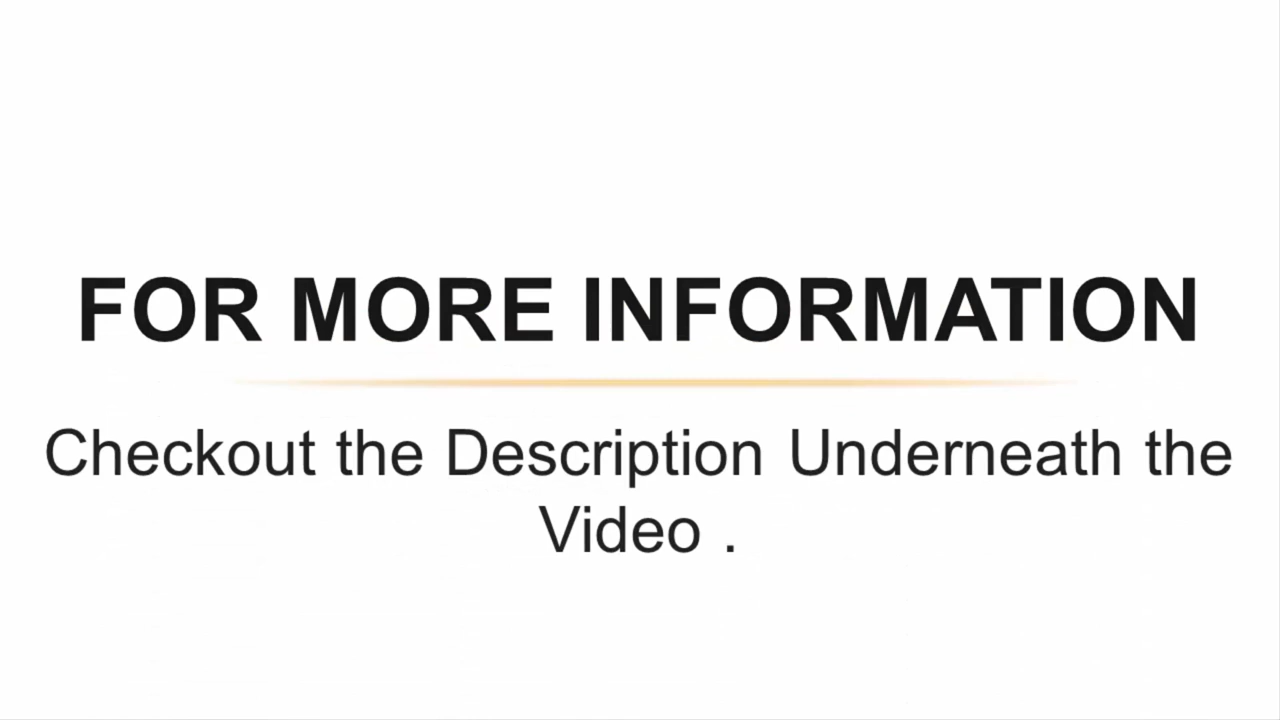 FOR MORE INFORMATION
Checkout the Description Underneath the
Video .